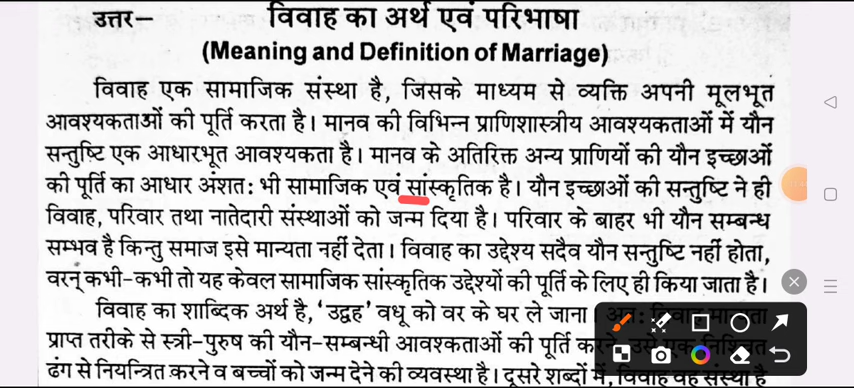 उत्तर–
विवाह का अर्थ एवं परिभाषा
(Meaning and Definition of Marriage)
विवाह एक सामाजिक संस्था है, जिसके माध्यम से व्यक्ति अपनी मूलभूत
आवश्यकताओं की पूर्ति करता है। मानव की विभिन्न प्राणिशास्त्रीय आवश्यकताओं में यौन
सन्तुष्टि एक आधारभूत आवश्यकता है। मानव के अतिरिक्त अन्य प्राणियों की यौन इच्छाओं
की पूर्ति का आधार अंशत: भी सामाजिक एवं सास्कृतिक है। यौन इच्छाओं की सन्तुष्टि ने ही
विवाह, परिवार तथा नातेदारी संस्थाओं को जन्म दिया है। परिवार के बाहर भी यौन सम्बन्ध
सम्भव है किन्तु समाज इसे मान्यता नहीं देता। विवाह का उद्देश्य सदैव यौन सन्तुष्टि नहीं होता,
वरन् कभी-कभी तो यह केवल सामाजिक सांस्कृतिक उद्देश्यों की पूर्ति के लिए ही किया जाता है।
विवाह का शाब्दिक अर्थ है, 'उद्वह' वधू को वर के घर ले जाना।
प्राप्त तरीके से स्त्री-पुरुष की यौन-सम्बन्धी आवश्कताओं की पूर्ति
ढंग से नियन्त्रित करने व बच्चों को जन्म देने की व्यवस्था है। दूसरे शब्दों में, विवाह वह संस्था है